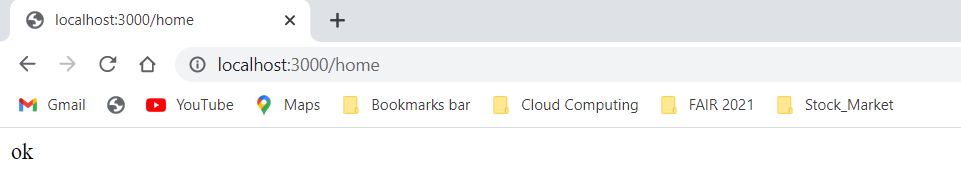 localhost:3000/home
localhost:3000/home
Gmail YouTube Maps Bookmarks bar Cloud Computing FAIR 2021 Stock_Market
ok